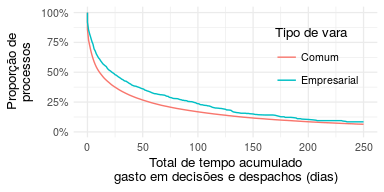 Proporção de
processos
100%
75%
50%
25%
0%
Tipo de vara
Comum
Empresarial
0
50
100
150
200
250
Total de tempo acumulado
gasto em decisões e despachos (dias)